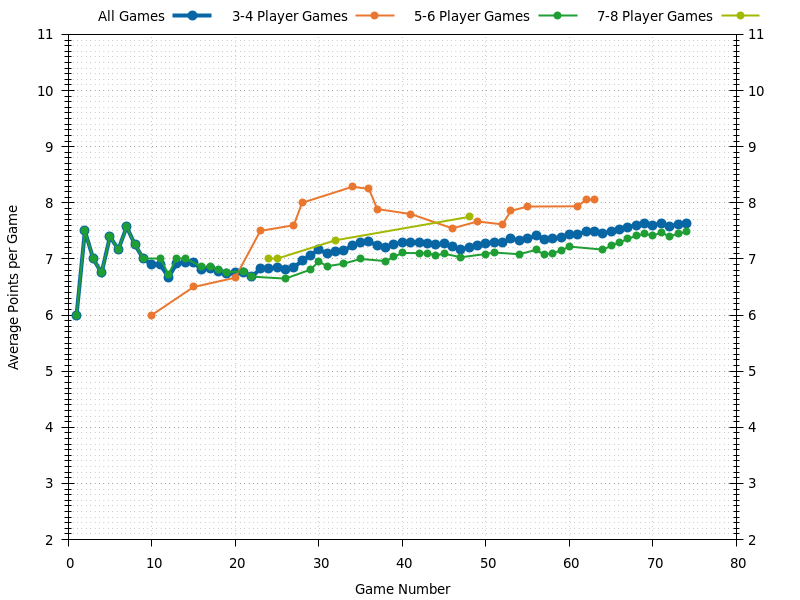 All Games 3-4 Player Games 5-6 Player Games 7-8 Player Games
11 11
10 10
9 9
8 8
7 7
6 6
5 5
4 4
3 3
2 2
Average Points per Game
0 10 20 30 40 50 60 70 80
Game Number